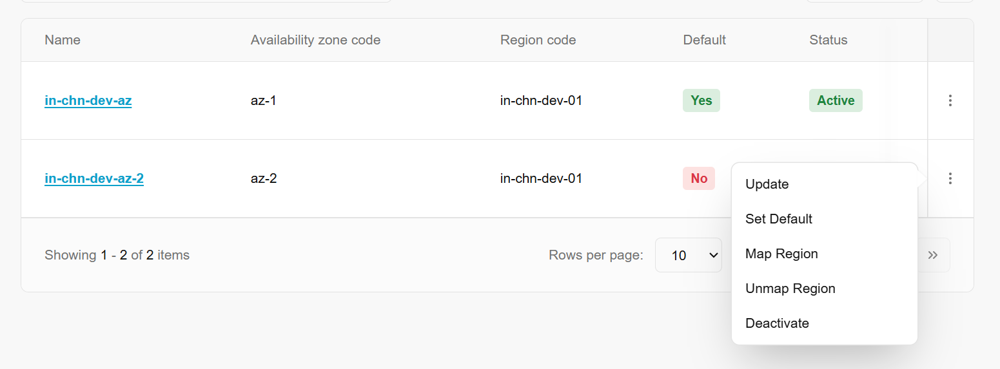 Name Availability zone code Region code Default Status
in-chn-dev-az az-1 in-chn-dev-01 Yes Active
in-chn-dev-az-2 az-2 in-chn-dev-01 No
Update
Set Default
Map Region
Showing 1 - 2 of 2 items Rows per page: 10
Unmap Region
Deactivate